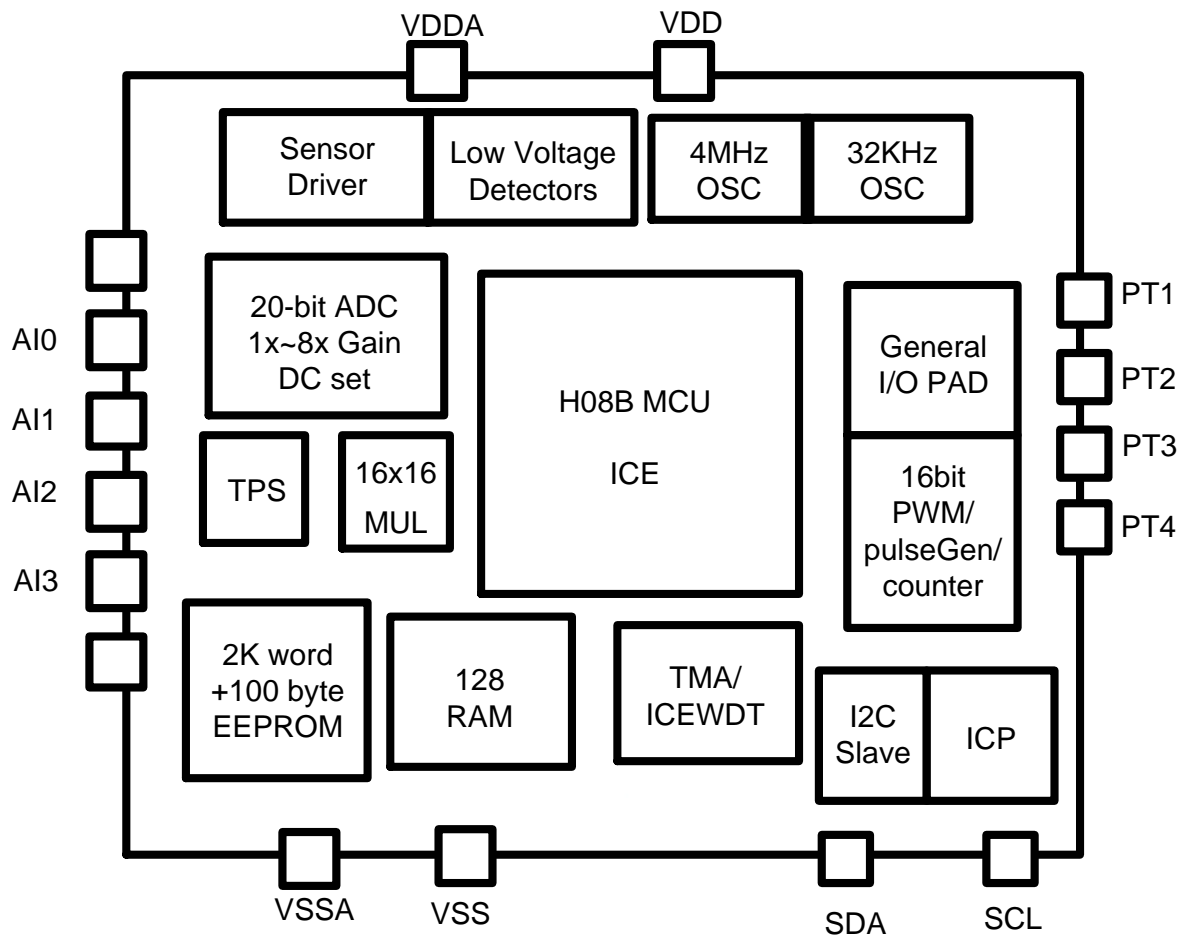 VDDA
VDD
Sensor
Driver
Low Voltage
Detectors
4MHz
OSC
32KHz
OSC
20-bit ADC
1x~8x Gain
DC set
H08B MCU
ICE
General
I/O PAD
PT1
PT2
PT3
PT4
AI0
AI1
AI2
AI3
TPS
16x16
MUL
16bit
PWM/
pulseGen/
counter
2K word
+100 byte
EEPROM
128
RAM
TMA/
ICEWDT
I2C
Slave
ICP
VSSA
VSS
SDA
SCL